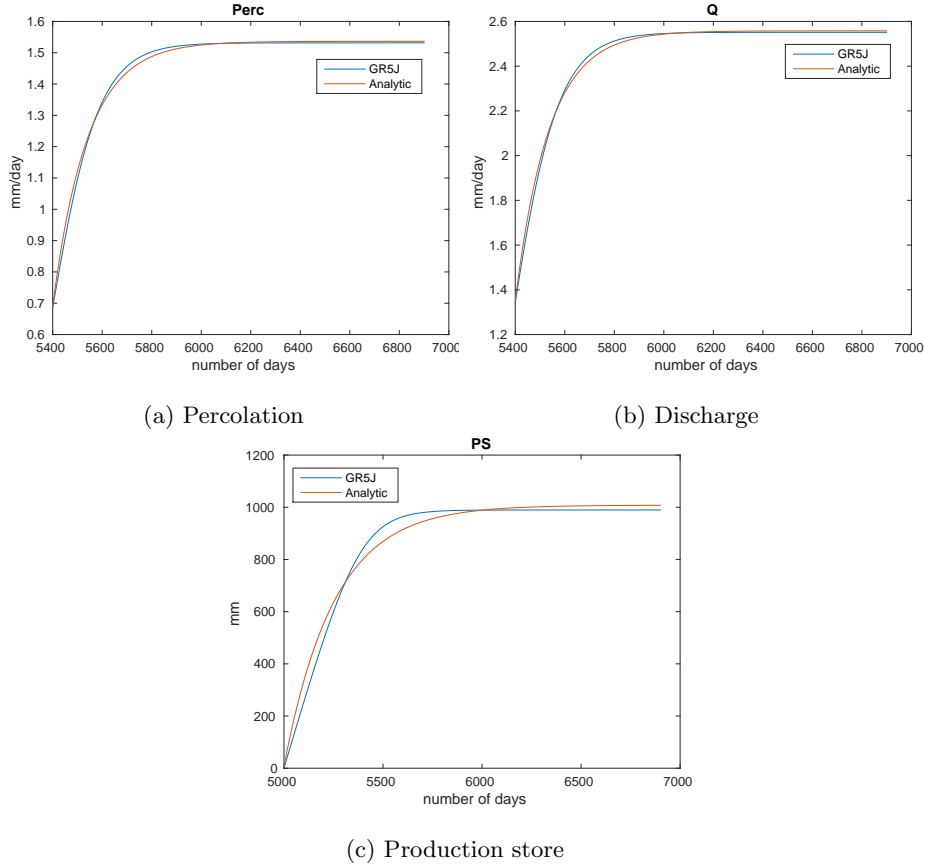 Perc
1.6
1.5
1.4
1.3
1.2
1.1
1
0.9
0.8
0.7
0.6
mm/day
GR5J
Analytic
5400 5600 5800 6000 6200 6400 6600 6800 7000
number of days
(a) Percolation
Q
2.6
2.4
2.2
2
1.8
1.6
1.4
1.2
mm/day
GR5J
Analytic
5400 5600 5800 6000 6200 6400 6600 6800 7000
number of days
(b) Discharge
PS
1200
1000
800
600
400
200
0
mm
GR5J
Analytic
5000 5500 6000 6500 7000
number of days
(c) Production store